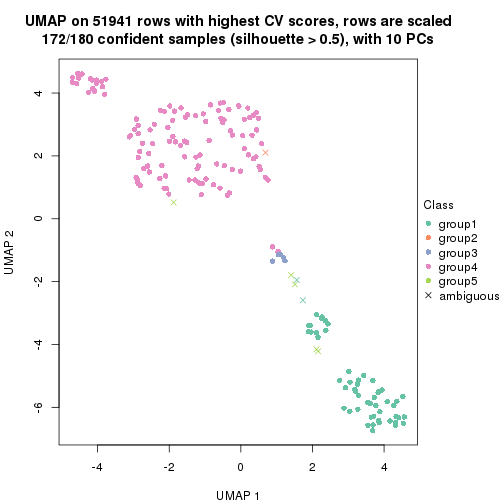 UMAP on 51941 rows with highest CV scores, rows are scaled
172/180 confident samples (silhouette > 0.5), with 10 PCs
4
2
0
-2
-4
-6
UMAP 2
-4
-2
0
2
4
UMAP 1
Class
group1
group2
group3
group4
group5
ambiguous